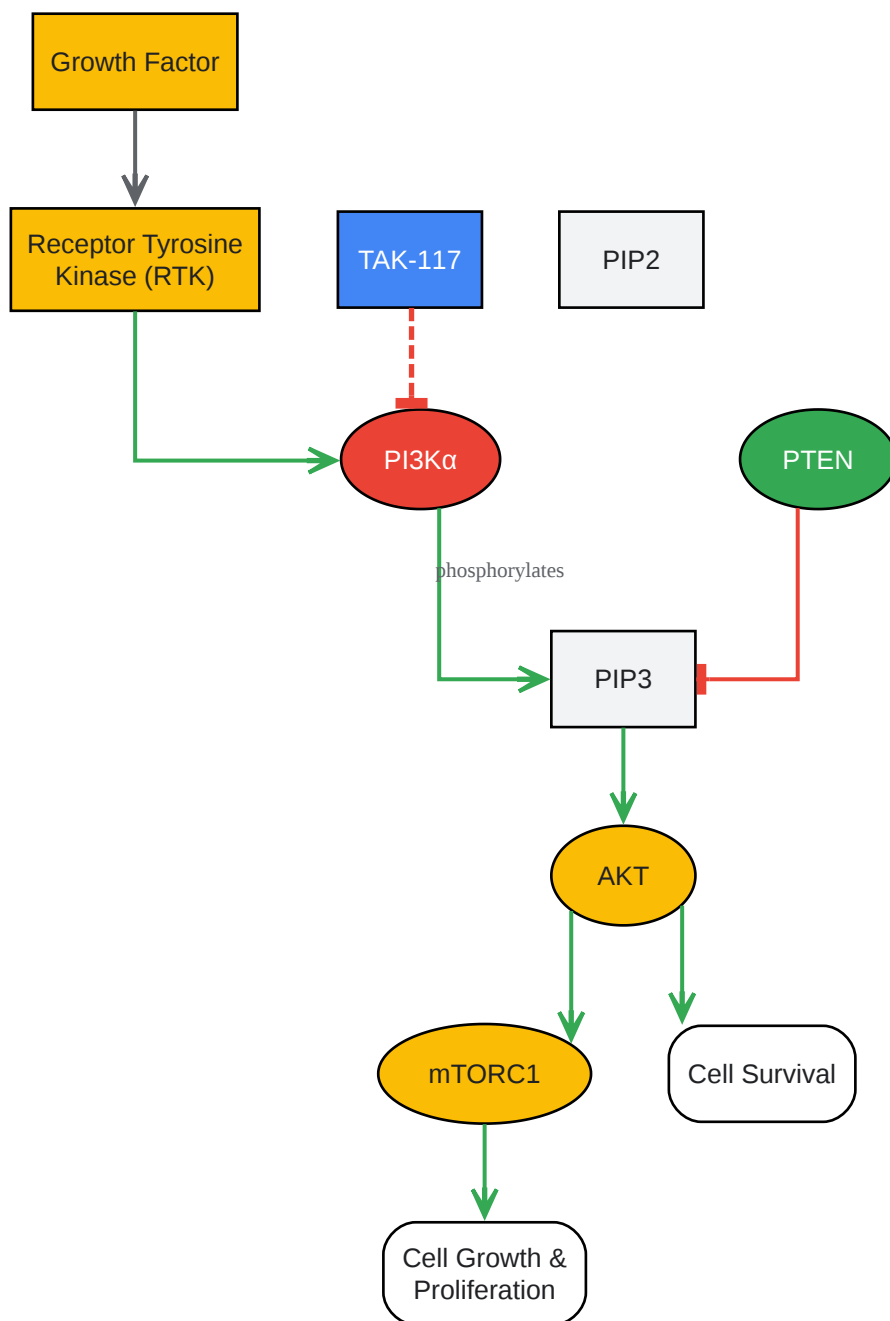 Growth Factor
Receptor Tyrosine
Kinase (RTK)
TAK-117
PIP2
PI3Kα
PTEN
phosphorylates
PIP3
AKT
mTORC1
Cell Survival
Cell Growth &
Proliferation